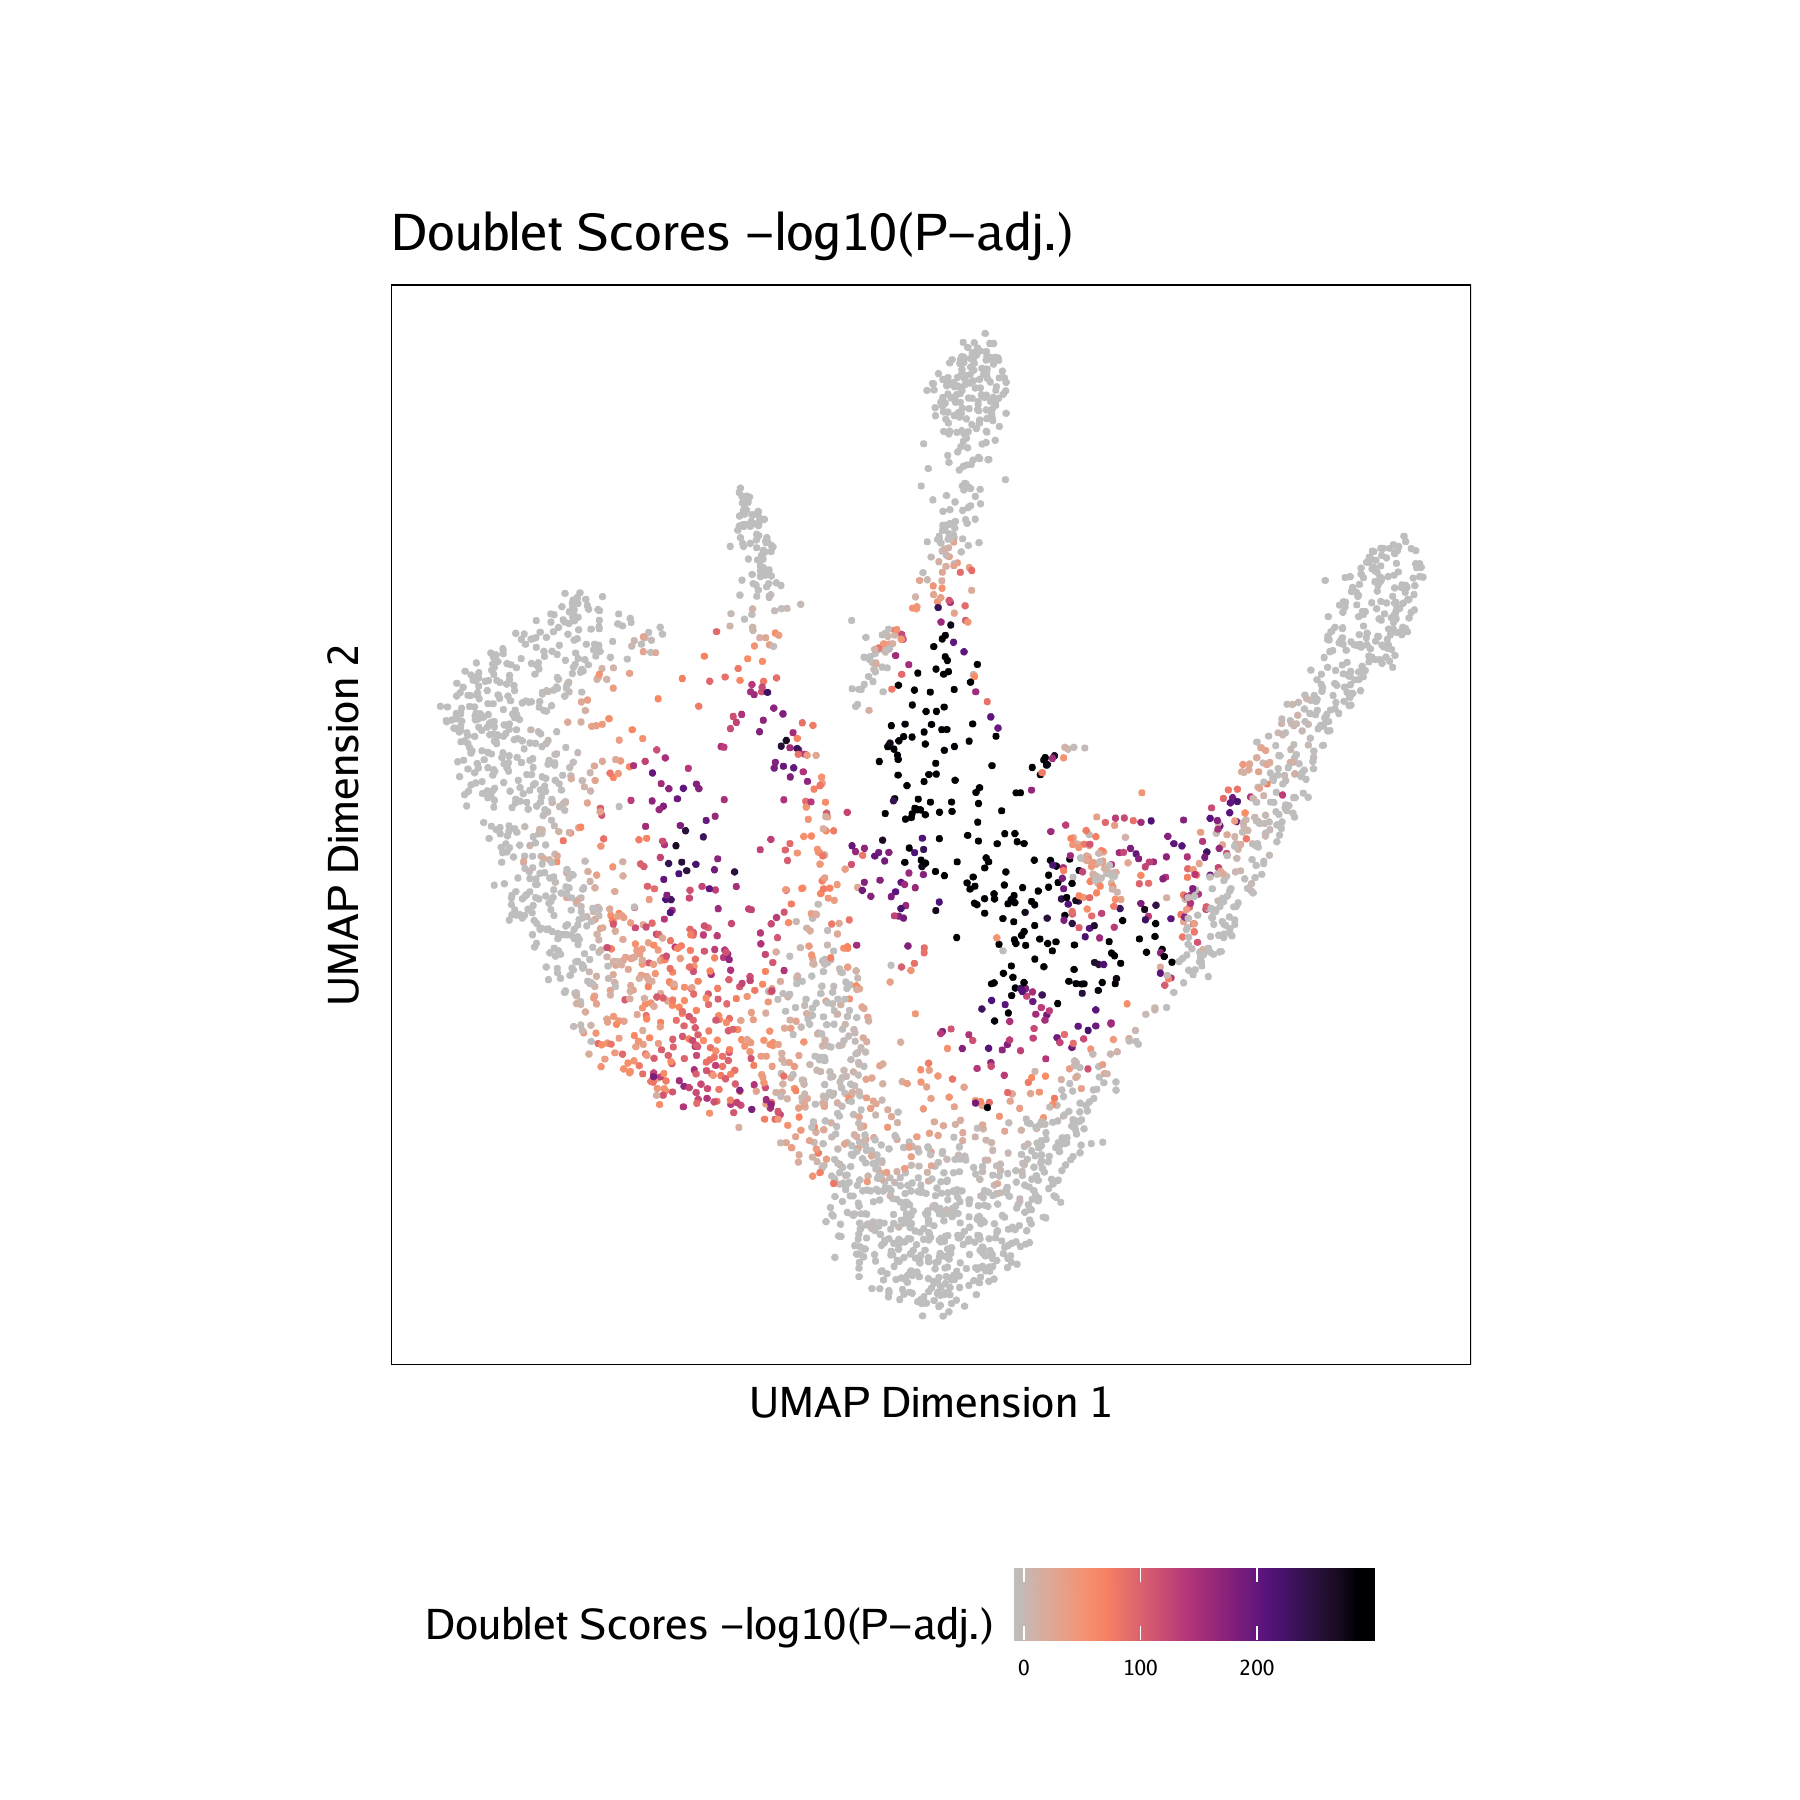 Doublet Scores −log10(P−adj.)
UMAP Dimension 2
UMAP Dimension 1
Doublet Scores −log10(P−adj.)
0 100 200